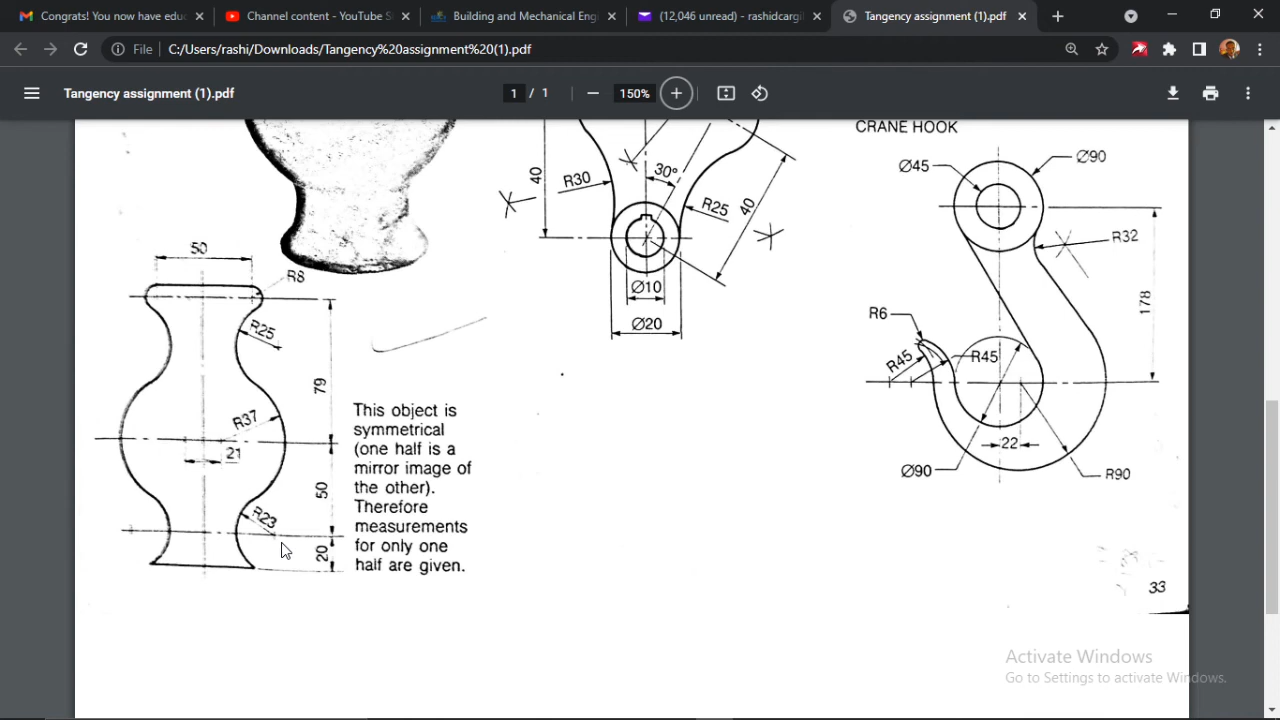 Congrats! You now have educ
Channel content - YouTube S
Building and Mechanical Engi
(12,046 unread) - rashidcargil
Tangency assignment (1).pdf
File
C:/Users/rashi/Downloads/Tangency%20assignment%20(1).pdf
Tangency assignment (1).pdf
1 / 1
150%
CRANE HOOK
50
R8
R25
79
R37
21
50
R23
20
This object is
symmetrical
(one half is a
mirror image of
the other).
Therefore
measurements
for only one
half are given.
40
R30
30°
R25
40
Ø10
Ø20
Ø45
Ø90
R32
178
R6
R45
R45
22
Ø90
R90
33
Activate Windows
Go to Settings to activate Windows.